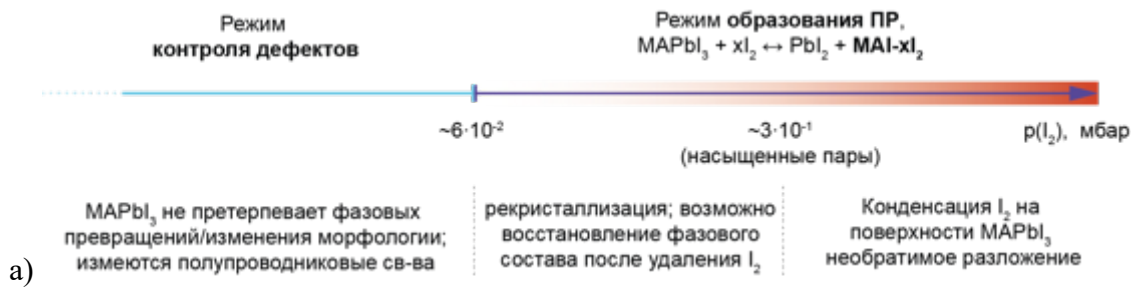 Режим
контроля дефектов
Режим образования ПР,
MAPbI₃ + xI₂ ↔ PbI₂ + MAI-xI₂
~6·10⁻²
~3·10⁻¹
(насыщенные пары)
p(I₂), мбар
MAPbI₃ не претерпевает фазовых
превращений/изменения морфологии;
измеются полупроводниковые св-ва
рекристаллизация; возможно
восстановление фазового
состава после удаления I₂
Конденсация I₂ на
поверхности MAPbI₃
необратимое разложение
а)